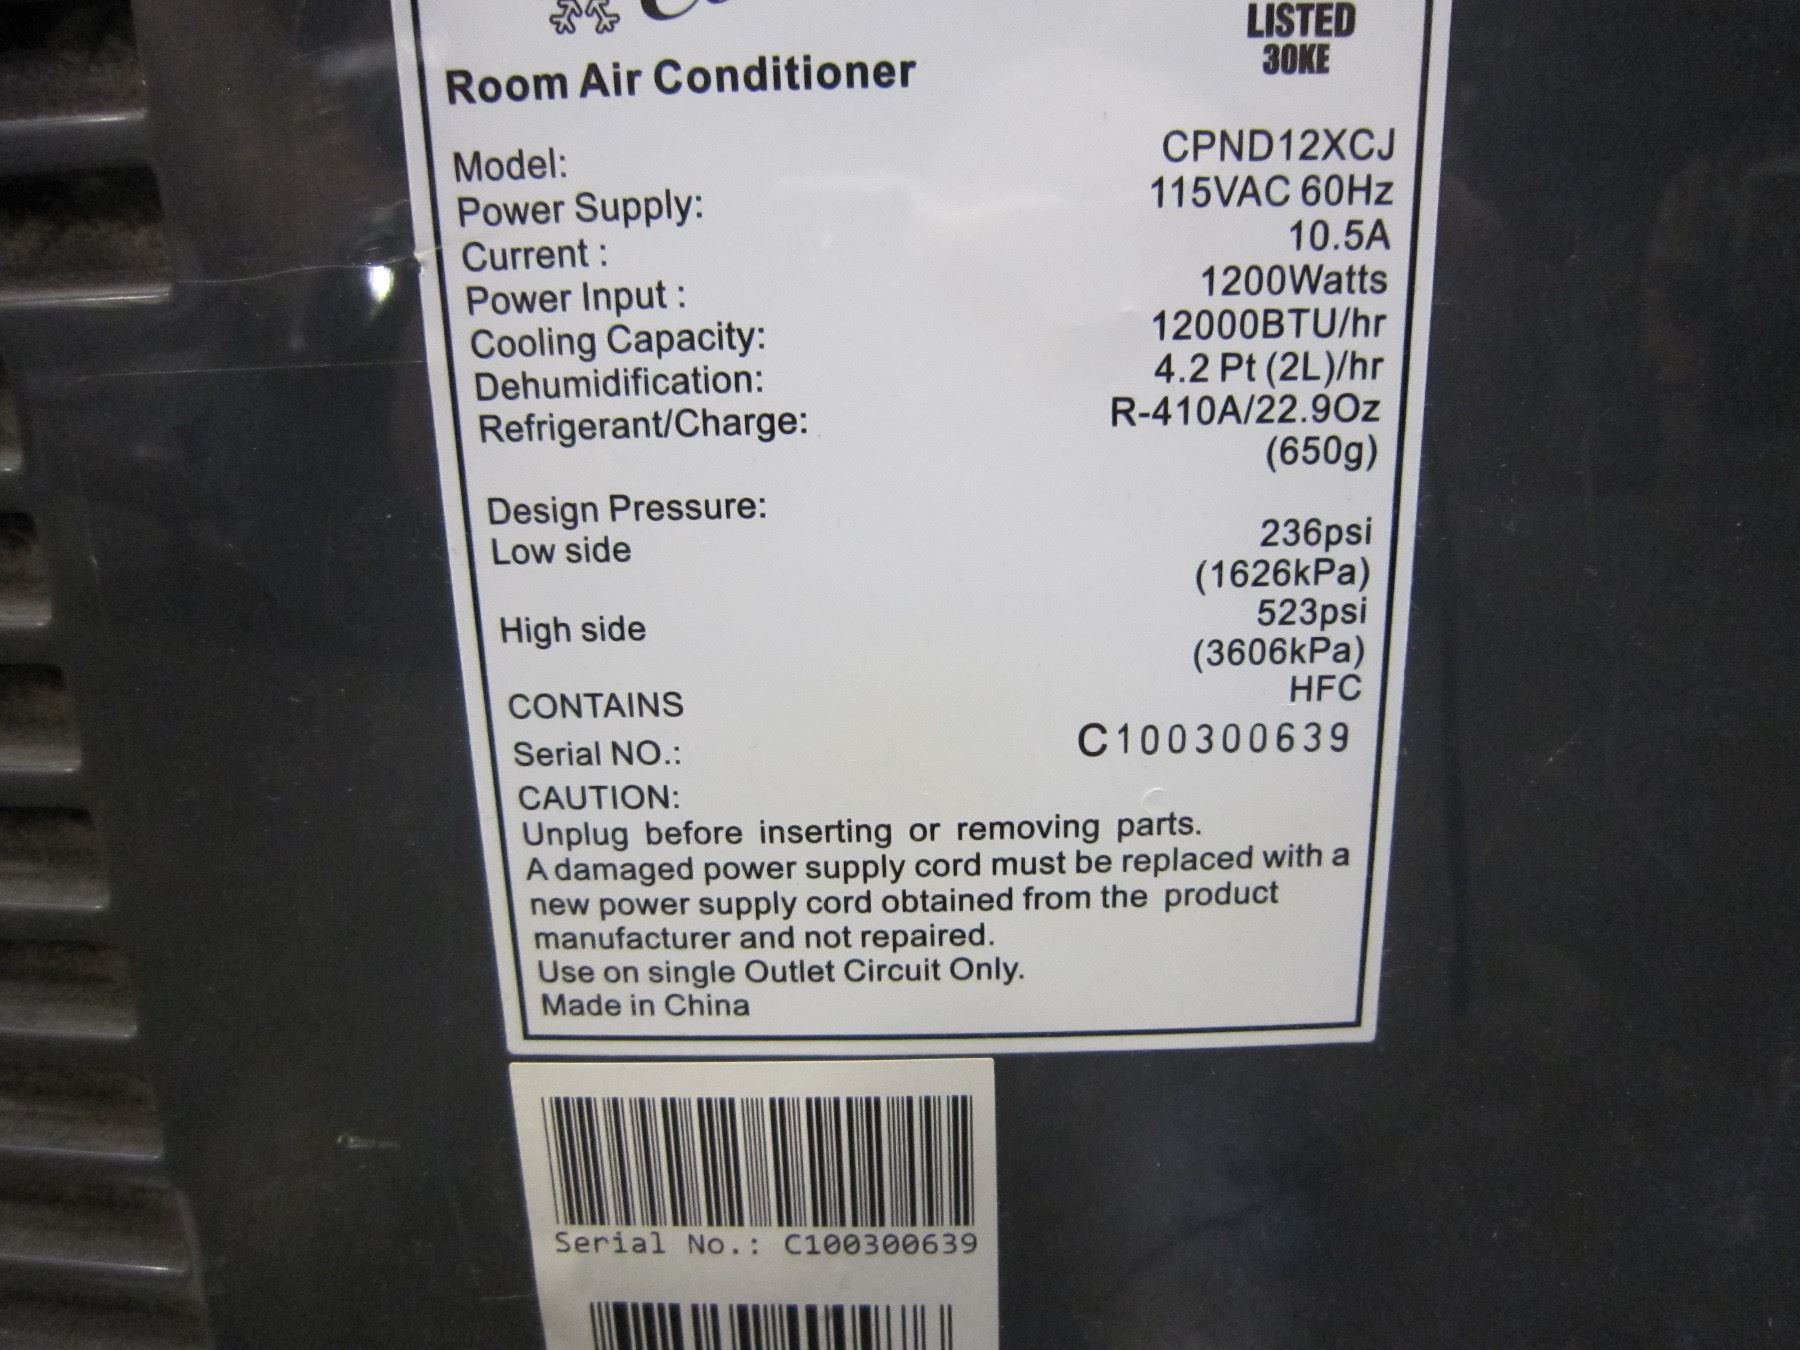 LISTED
30KE
Room Air Conditioner
Model: CPND12XCJ
Power Supply: 115VAC 60Hz
Current : 10.5A
Power Input : 1200Watts
Cooling Capacity: 12000BTU/hr
Dehumidification: 4.2 Pt (2L)/hr
Refrigerant/Charge: R-410A/22.9Oz
(650g)
Design Pressure:
Low side 236psi
(1626kPa)
High side 523psi
(3606kPa)
CONTAINS HFC
Serial NO.: C100300639
CAUTION:
Unplug before inserting or removing parts.
A damaged power supply cord must be replaced with a
new power supply cord obtained from the product
manufacturer and not repaired.
Use on single Outlet Circuit Only.
Made in China
Serial No.: C100300639